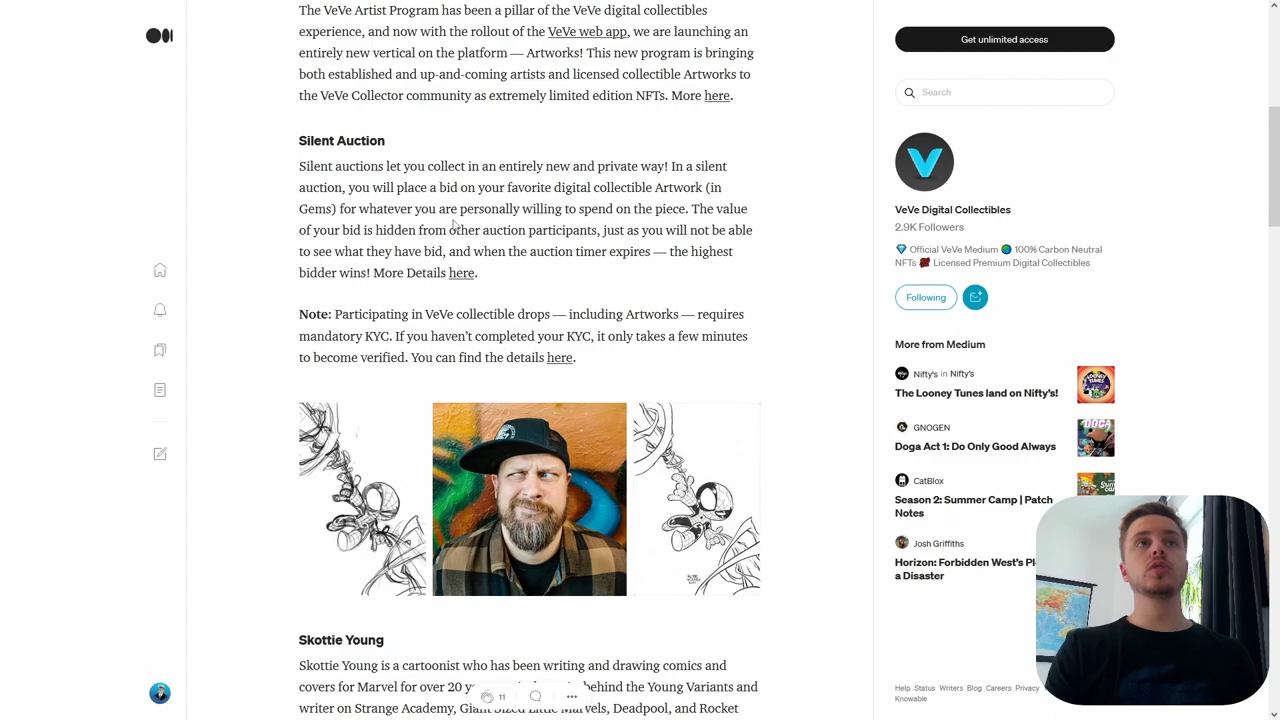 The VeVe Artist Program has been a pillar of the VeVe digital collectibles
experience, and now with the rollout of the VeVe web app, we are launching an
entirely new vertical on the platform — Artworks! This new program is bringing
both established and up-and-coming artists and licensed collectible Artworks to
the VeVe Collector community as extremely limited edition NFTs. More here.
Silent Auction
Silent auctions let you collect in an entirely new and private way! In a silent
auction, you will place a bid on your favorite digital collectible Artwork (in
Gems) for whatever you are personally willing to spend on the piece. The value
of your bid is hidden from other auction participants, just as you will not be able
to see what they have bid, and when the auction timer expires — the highest
bidder wins! More Details here.
Note: Participating in VeVe collectible drops — including Artworks — requires
mandatory KYC. If you haven’t completed your KYC, it only takes a few minutes
to become verified. You can find the details here.
Skottie Young
Skottie Young is a cartoonist who has been writing and drawing comics and
covers for Marvel for over 20 behind the Young Variants and
writer on Strange Academy, Giant Sized Little Marvels, Deadpool, and Rocket
11
Get unlimited access
Search
VeVe Digital Collectibles
2.9K Followers
Official VeVe Medium 100% Carbon Neutral
NFTs Licensed Premium Digital Collectibles
Following
More from Medium
Nifty's in Nifty's
The Looney Tunes land on Nifty’s!
GNOGEN
Doga Act 1: Do Only Good Always
CatBlox
Season 2: Summer Camp | Patch
Notes
Josh Griffiths
Horizon: Forbidden West’s
a Disaster
Help Status Writers Blog Careers Privacy
Knowable